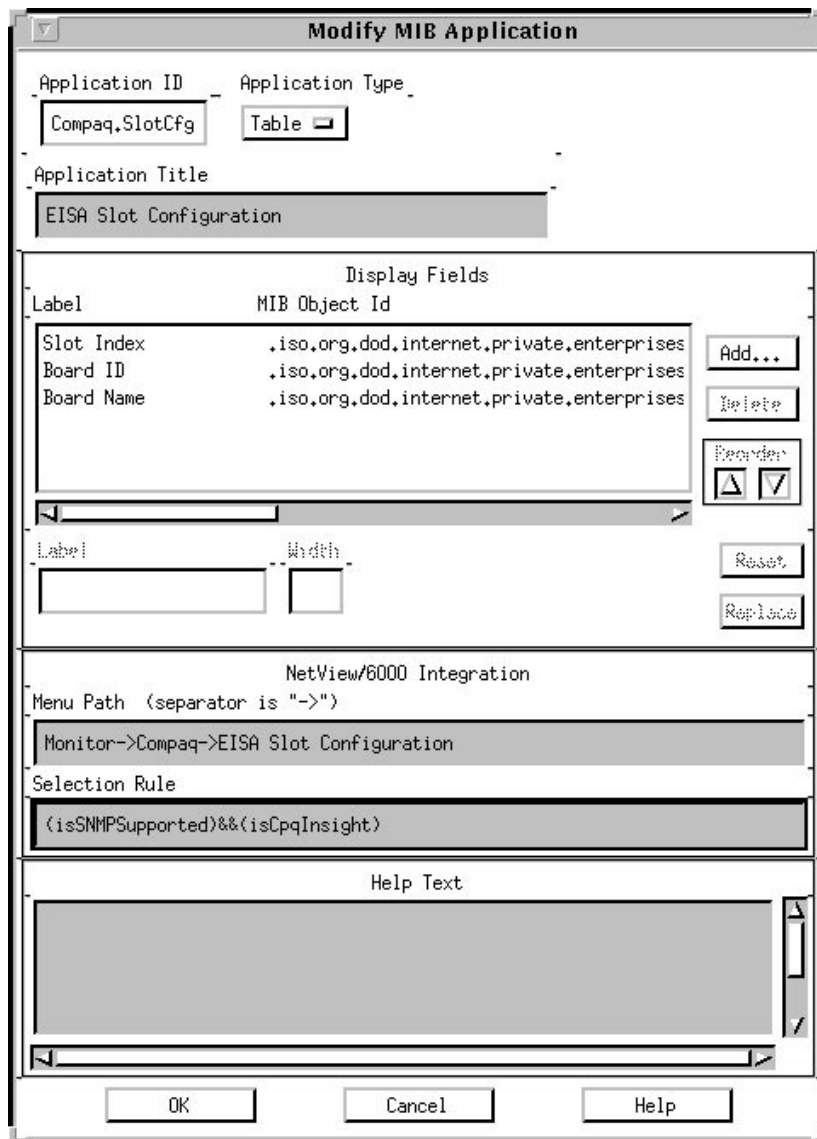 Modify MIB Application
Application ID Application Type
Compaq.SlotCfg Table
Application Title
EISA Slot Configuration
Display Fields
Label MIB Object Id
Slot Index .iso.org.dod.internet.private.enterprises
Board ID .iso.org.dod.internet.private.enterprises
Board Name .iso.org.dod.internet.private.enterprises
Add...
Delete
Reorder
Label Width
Reset
Replace
NetView/6000 Integration
Menu Path (separator is "->")
Monitor->Compaq->EISA Slot Configuration
Selection Rule
(isSNMPSupported)&&(isCpqInsight)
Help Text
OK Cancel Help